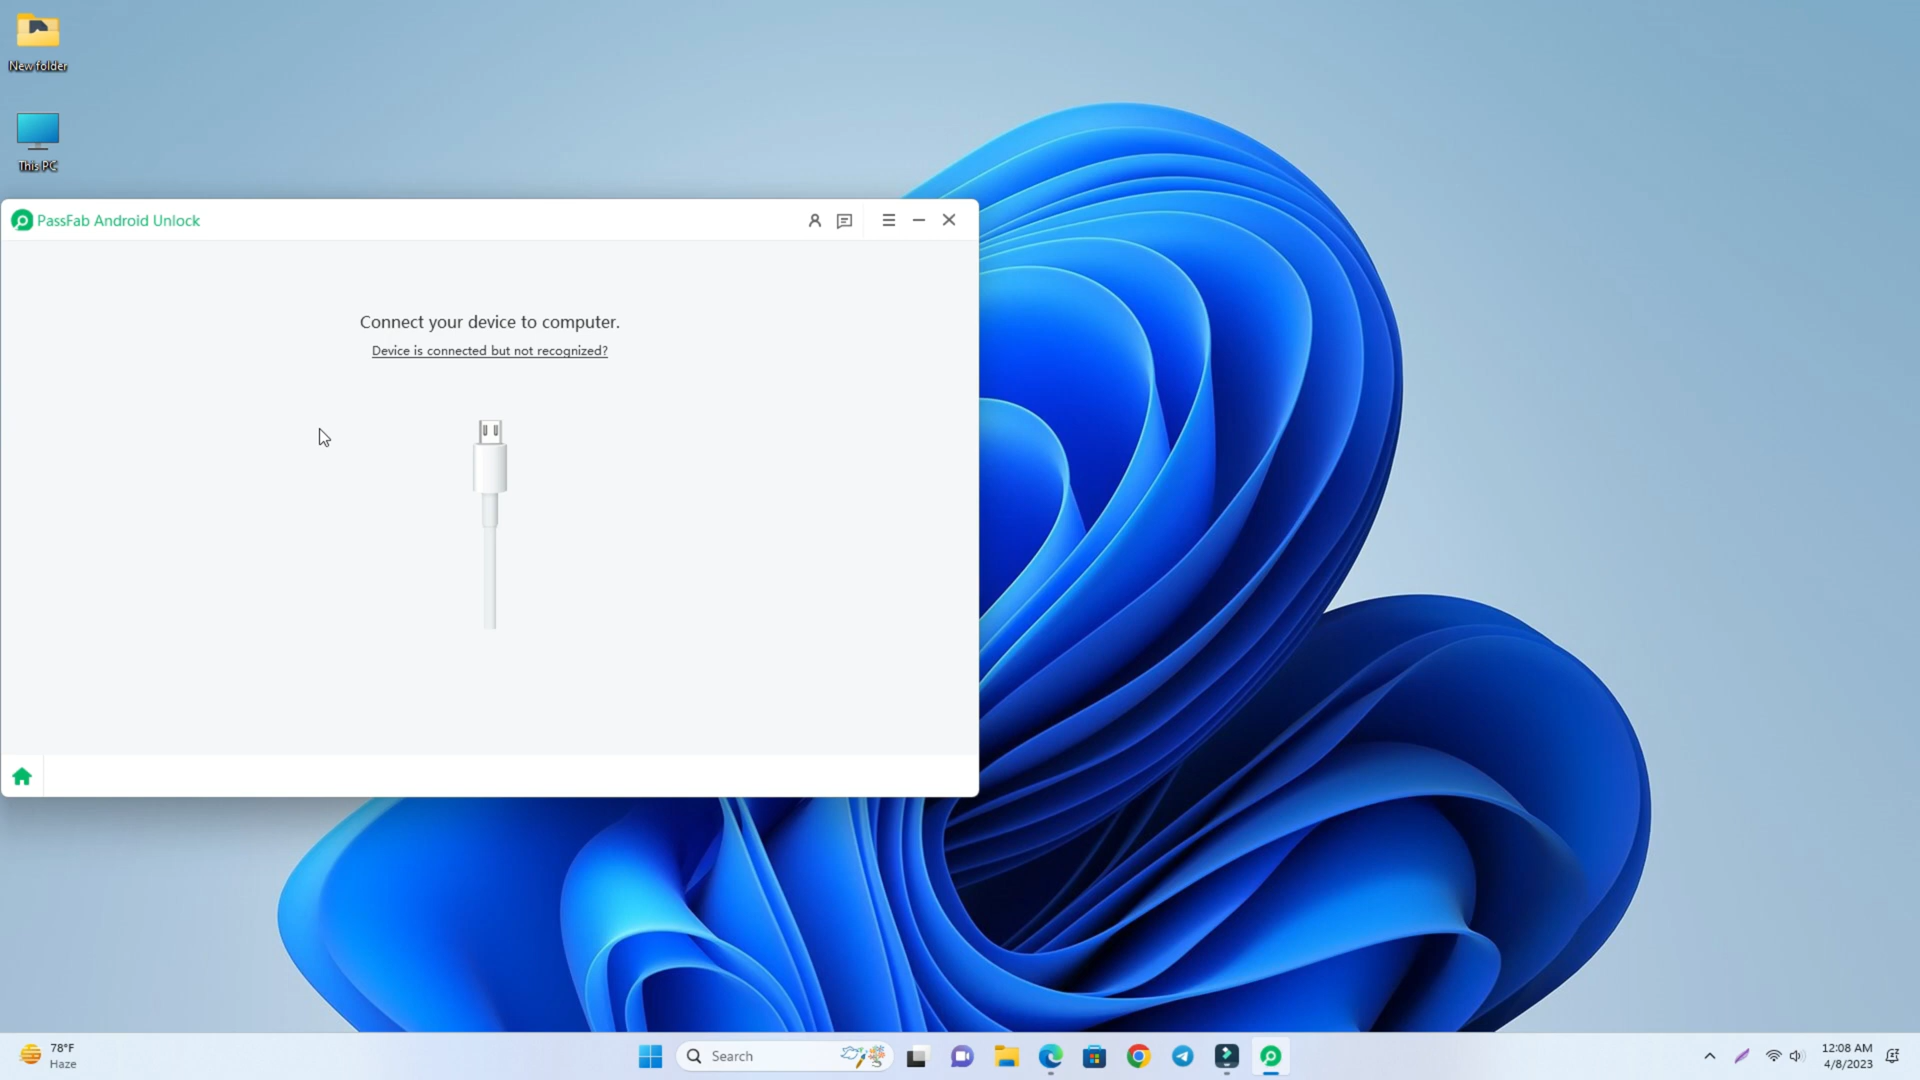 New folder
This PC
PassFab Android Unlock
Connect your device to computer.
Device is connected but not recognized?
78°F
Haze
Search
12:08 AM
4/8/2023